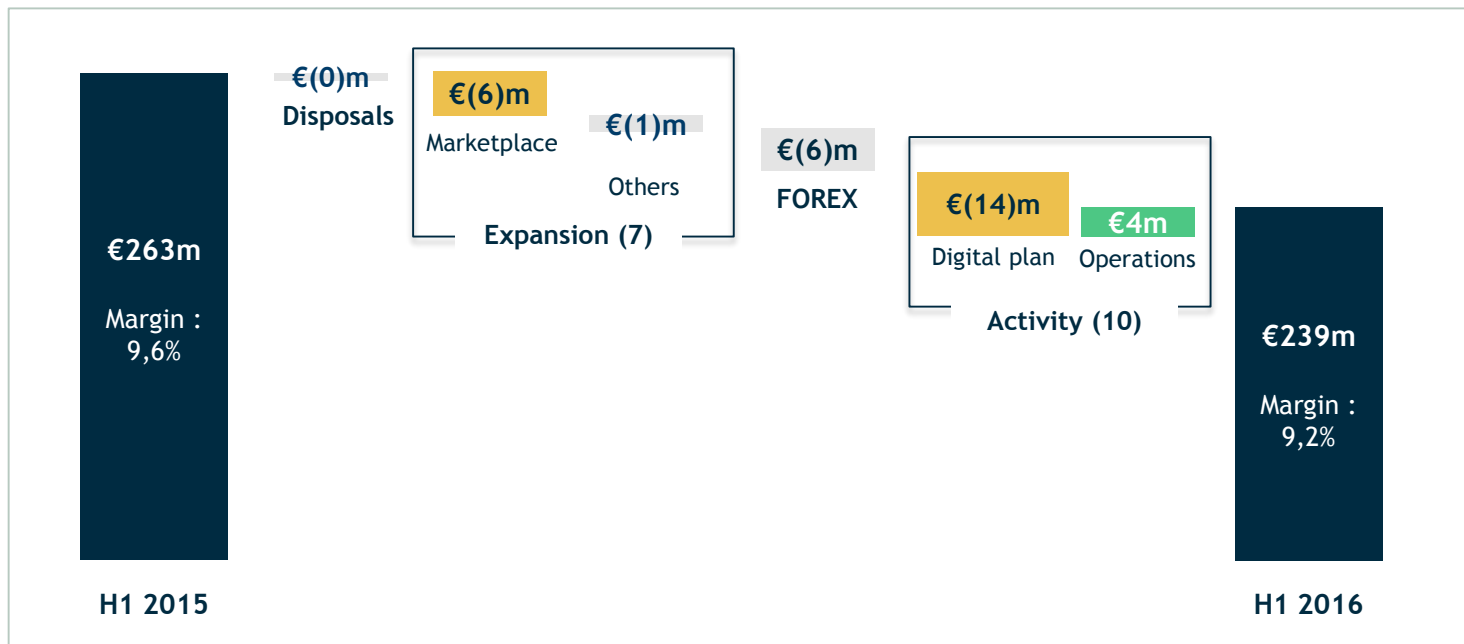 €263m
Margin :
9,6%
H1 2015
€(0)m
Disposals
€(6)m
Marketplace
€(1)m
Others
Expansion (7)
€(6)m
FOREX
€(14)m
Digital plan
€4m
Operations
Activity (10)
€239m
Margin :
9,2%
H1 2016